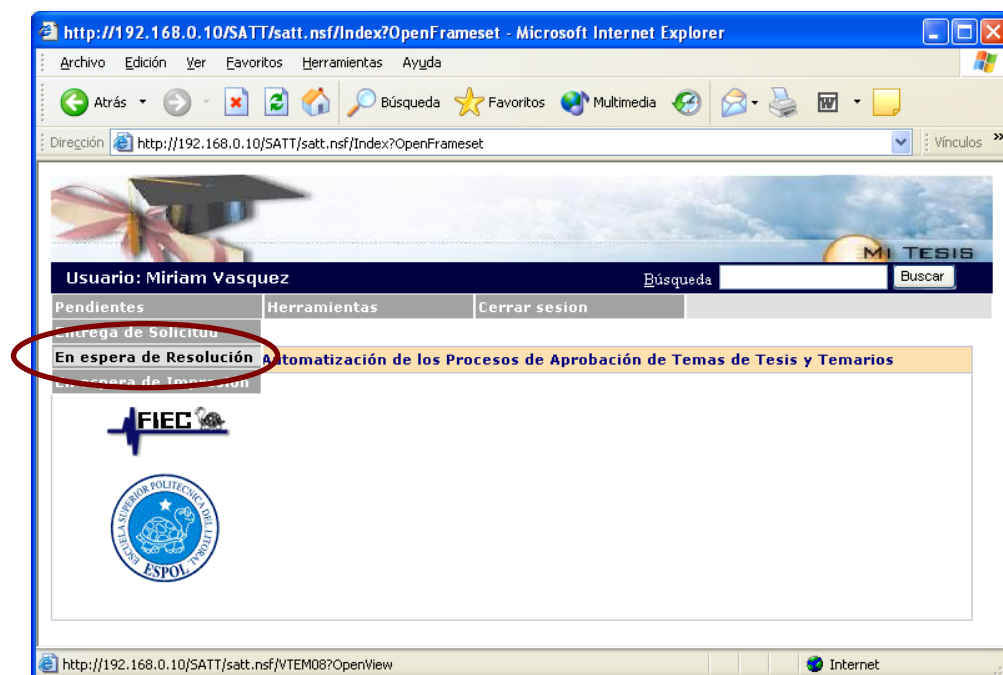 http://192.168.0.10/SATT/satt.nsf/Index?OpenFrameset - Microsoft Internet Explorer
Archivo Edición Ver Favoritos Herramientas Ayuda
Atrás Búsqueda Favoritos Multimedia
Dirección http://192.168.0.10/SATT/satt.nsf/Index?OpenFrameset Vínculos »
MI TESIS
Usuario: Miriam Vasquez Búsqueda Buscar
Pendientes Herramientas Cerrar sesion
Entrega de Solicitud
En espera de Resolución Automatización de los Procesos de Aprobación de Temas de Tesis y Temarios
En espera de Impresión
FIEC
ESCUELA SUPERIOR POLITECNICA DEL LITORAL
ESPOL
http://192.168.0.10/SATT/satt.nsf/VTEM08?OpenView Internet